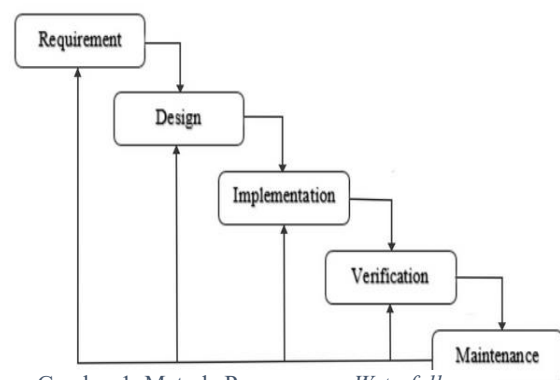 Requirement
Design
Implementation
Verification
Maintenance